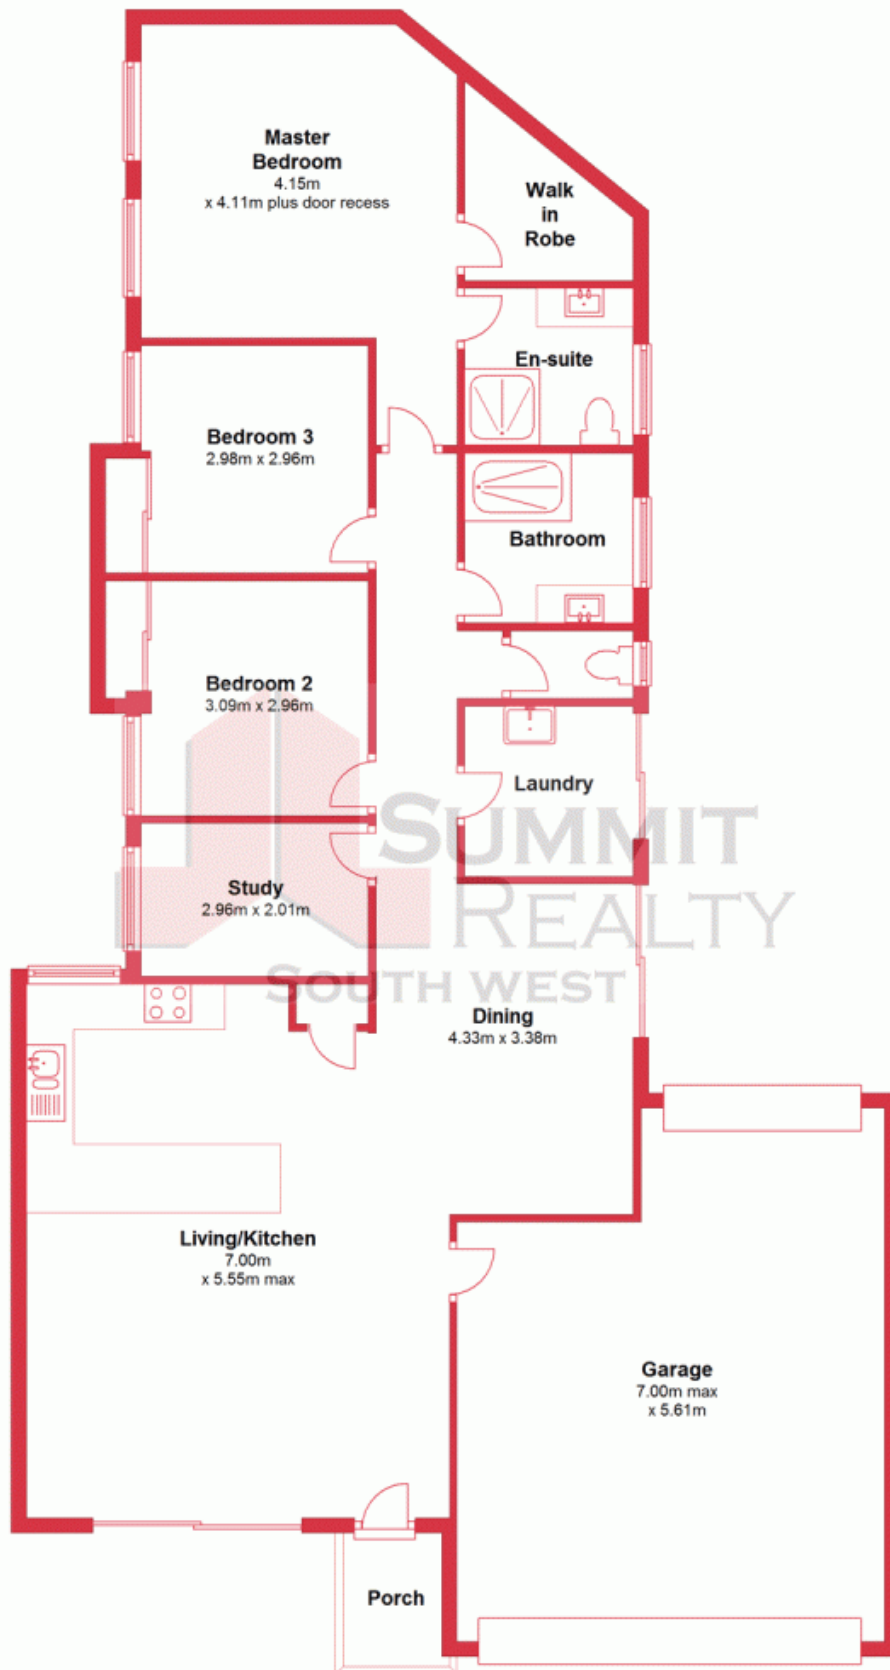 Master
Bedroom
4.15m
x 4.11m plus door recess
Walk
in
Robe
En-suite
Bedroom 3
2.98m x 2.96m
Bathroom
Bedroom 2
3.09m x 2.96m
Laundry
SUMMIT
REALTY
SOUTH WEST
Study
2.96m x 2.01m
Dining
4.33m x 3.38m
Living/Kitchen
7.00m
x 5.55m max
Garage
7.00m max
x 5.61m
Porch